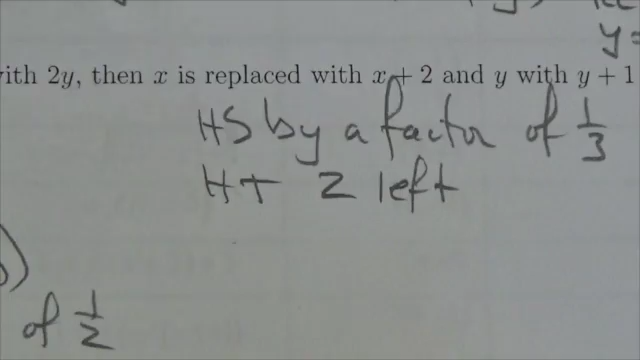 y=
with 2y, then x is replaced with x + 2 and y with y + 1
HS by a factor of 1/3
HT 2 left
)
of 1/2